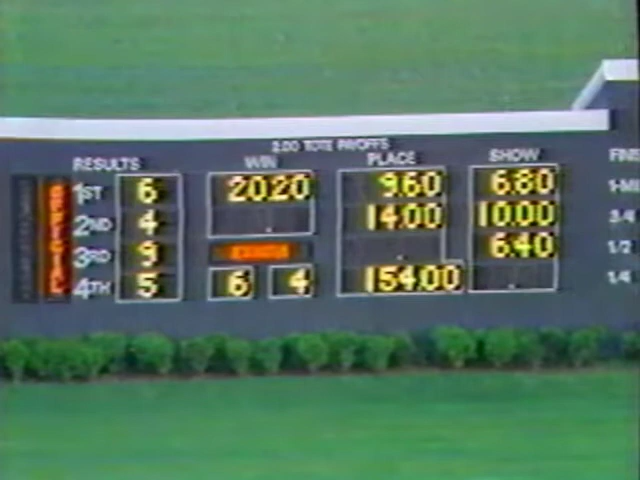 2.00 TOTE PAYOFFS
RESULTS WIN PLACE SHOW
1ST 6 20.20 9.60 6.80 1-MI
2ND 4 14.00 10.00 3/4
3RD 9 6.40 1/2
4TH 5 6 4 154.00 1/4
OFFICIAL